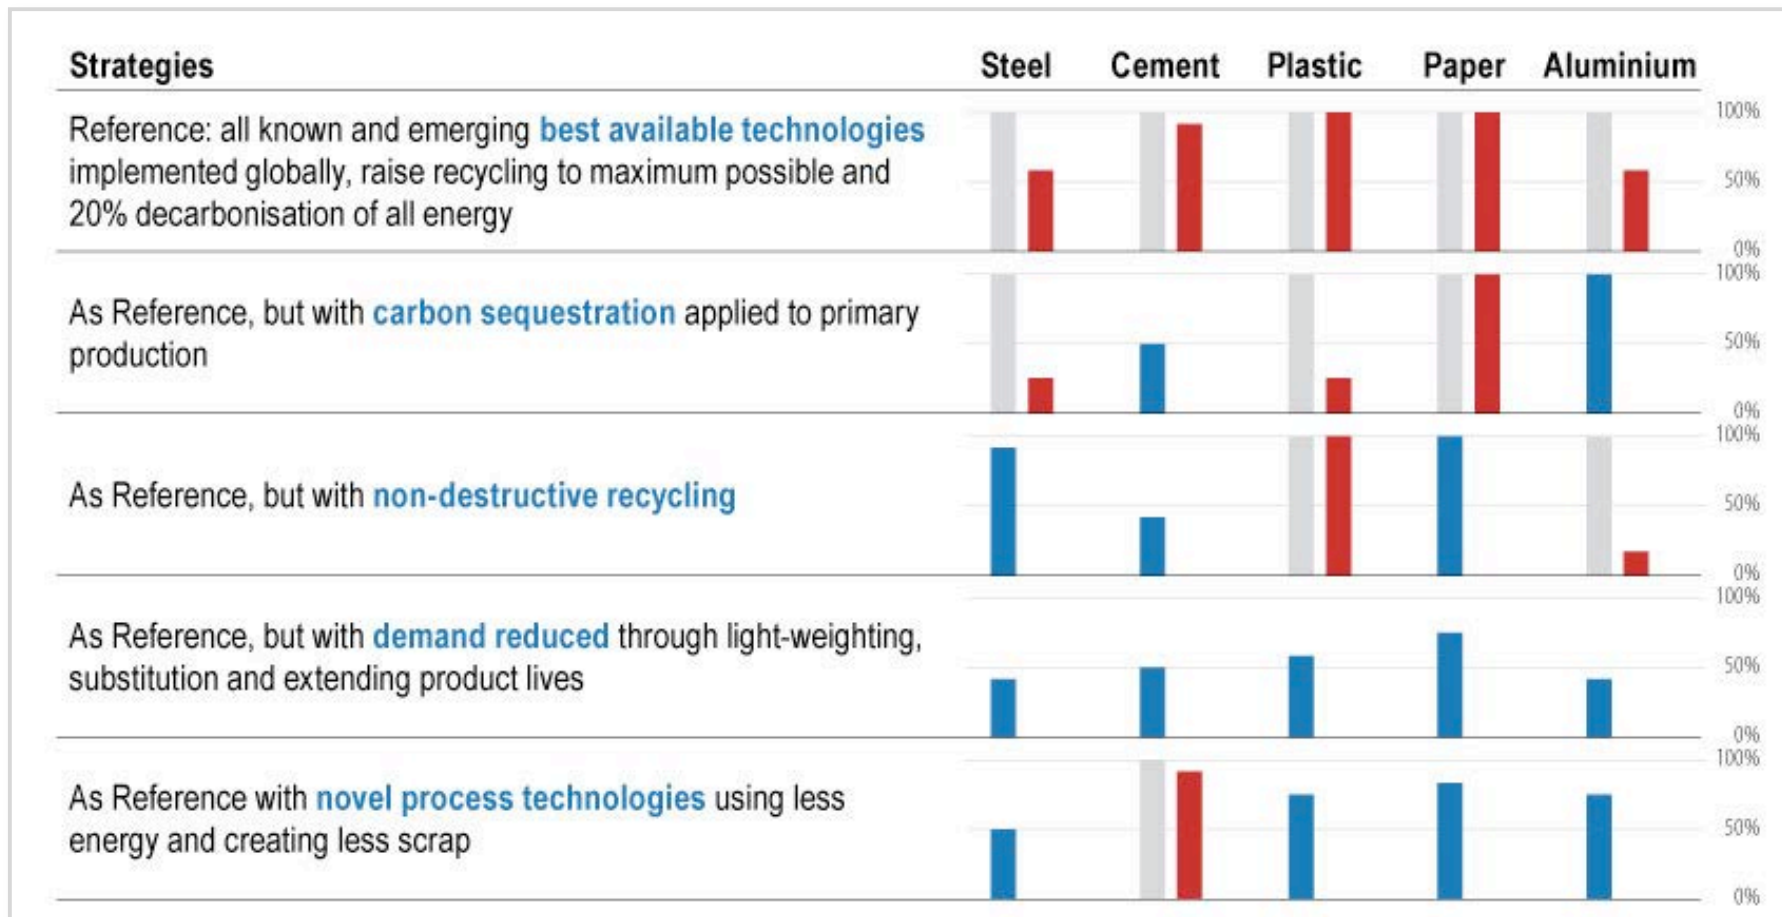 Strategies Steel Cement Plastic Paper Aluminium
Reference: all known and emerging best available technologies
implemented globally, raise recycling to maximum possible and
20% decarbonisation of all energy
100%
50%
0%
As Reference, but with carbon sequestration applied to primary
production
100%
50%
0%
As Reference, but with non-destructive recycling
100%
50%
0%
As Reference, but with demand reduced through light-weighting,
substitution and extending product lives
100%
50%
0%
As Reference with novel process technologies using less
energy and creating less scrap
100%
50%
0%